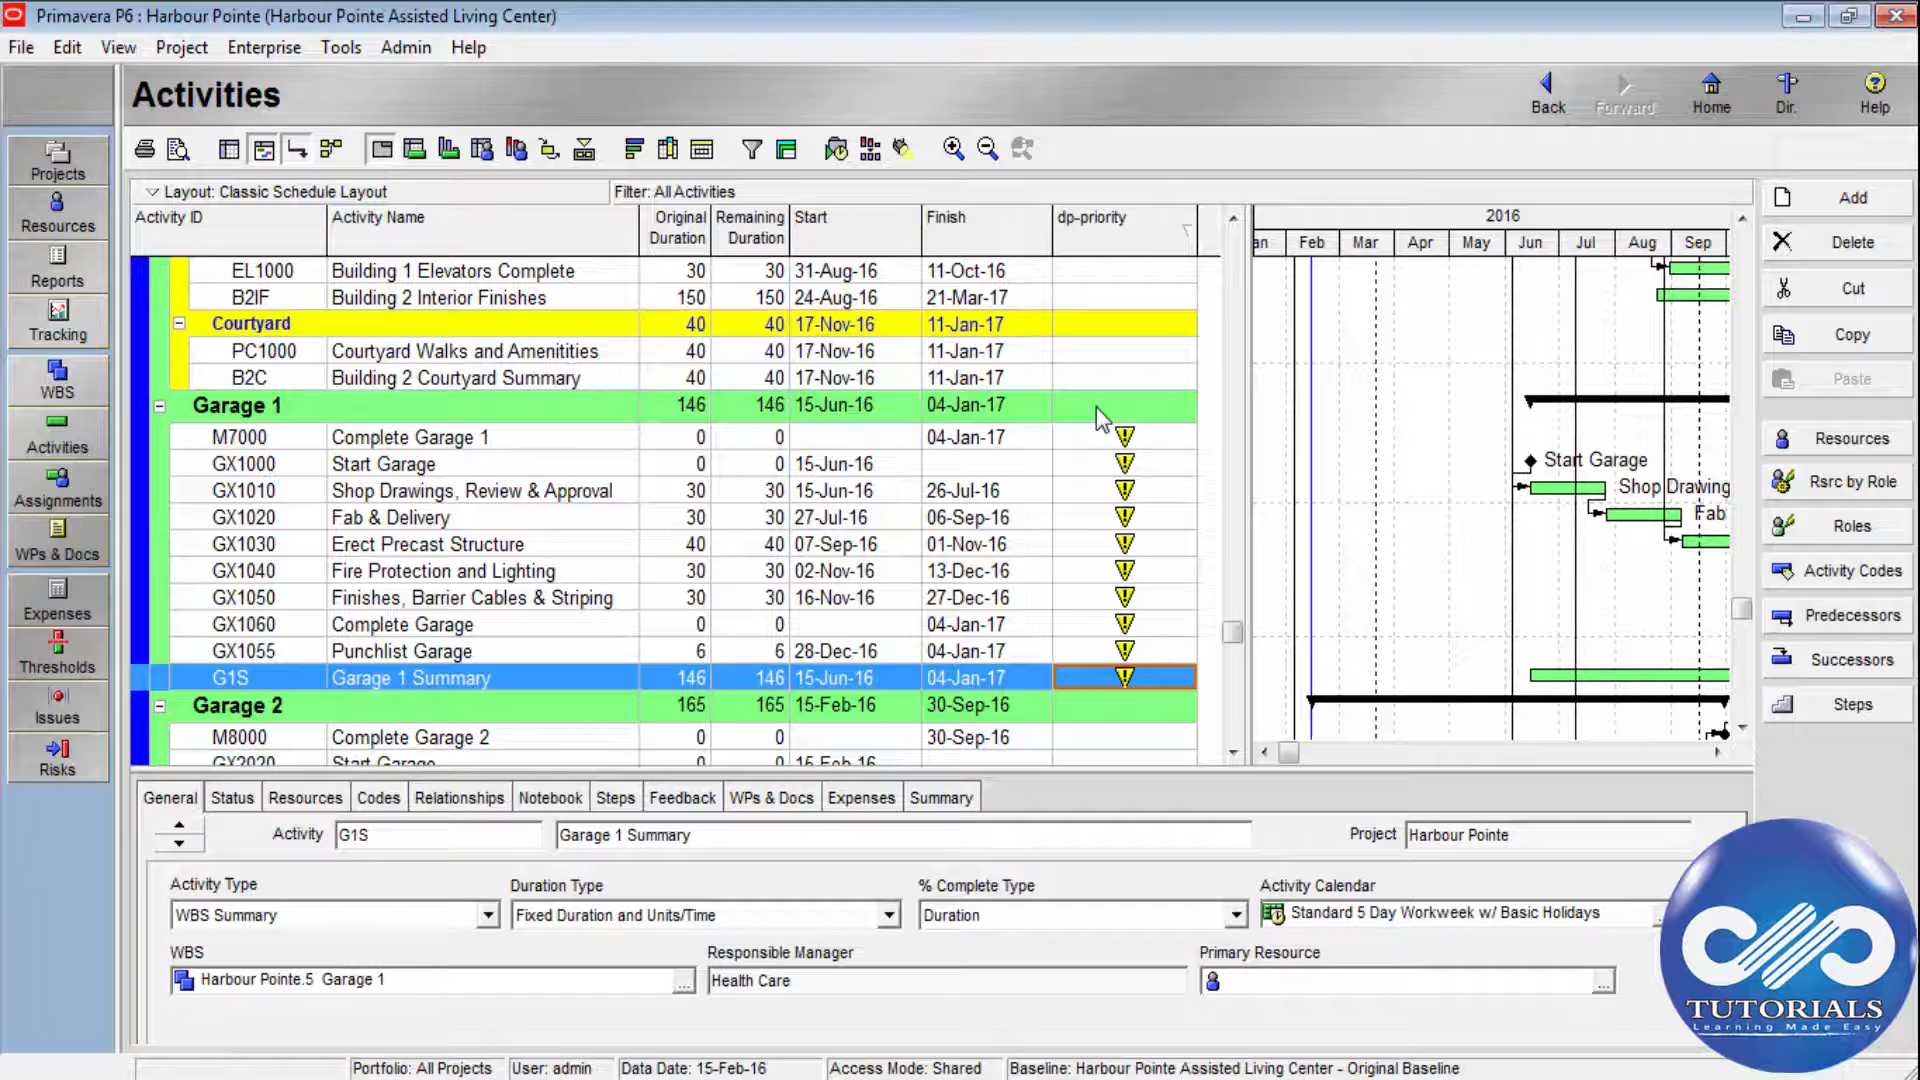 Primavera P6 : Harbour Pointe (Harbour Pointe Assisted Living Center)
File Edit View Project Enterprise Tools Admin Help
Activities
Back Forward Home Dir. Help
Layout: Classic Schedule Layout Filter: All Activities
Activity ID Activity Name Original Duration Remaining Duration Start Finish dp-priority
2016
an Feb Mar Apr May Jun Jul Aug Sep
EL1000 Building 1 Elevators Complete 30 30 31-Aug-16 11-Oct-16
B2IF Building 2 Interior Finishes 150 150 24-Aug-16 21-Mar-17
Courtyard 40 40 17-Nov-16 11-Jan-17
PC1000 Courtyard Walks and Amenitities 40 40 17-Nov-16 11-Jan-17
B2C Building 2 Courtyard Summary 40 40 17-Nov-16 11-Jan-17
Garage 1 146 146 15-Jun-16 04-Jan-17
M7000 Complete Garage 1 0 0 04-Jan-17
GX1000 Start Garage 0 0 15-Jun-16
GX1010 Shop Drawings, Review & Approval 30 30 15-Jun-16 26-Jul-16
GX1020 Fab & Delivery 30 30 27-Jul-16 06-Sep-16
GX1030 Erect Precast Structure 40 40 07-Sep-16 01-Nov-16
GX1040 Fire Protection and Lighting 30 30 02-Nov-16 13-Dec-16
GX1050 Finishes, Barrier Cables & Striping 30 30 16-Nov-16 27-Dec-16
GX1060 Complete Garage 0 0 04-Jan-17
GX1055 Punchlist Garage 6 6 28-Dec-16 04-Jan-17
G1S Garage 1 Summary 146 146 15-Jun-16 04-Jan-17
Garage 2 165 165 15-Feb-16 30-Sep-16
M8000 Complete Garage 2 0 0 30-Sep-16
GX2020 Start Garage 0 0 15-Feb-16
Start Garage
Shop Drawing
Fab
Projects
Resources
Reports
Tracking
WBS
Activities
Assignments
WPs & Docs
Expenses
Thresholds
Issues
Risks
Add
Delete
Cut
Copy
Paste
Resources
Rsrc by Role
Roles
Activity Codes
Predecessors
Successors
Steps
General Status Resources Codes Relationships Notebook Steps Feedback WPs & Docs Expenses Summary
Activity G1S Garage 1 Summary Project Harbour Pointe
Activity Type Duration Type % Complete Type Activity Calendar
WBS Summary Fixed Duration and Units/Time Duration Standard 5 Day Workweek w/ Basic Holidays
WBS Responsible Manager Primary Resource
Harbour Pointe.5 Garage 1 ... Health Care ...
TUTORIALS
Learning Made Easy
Portfolio: All Projects User: admin Data Date: 15-Feb-16 Access Mode: Shared Baseline: Harbour Pointe Assisted Living Center - Original Baseline